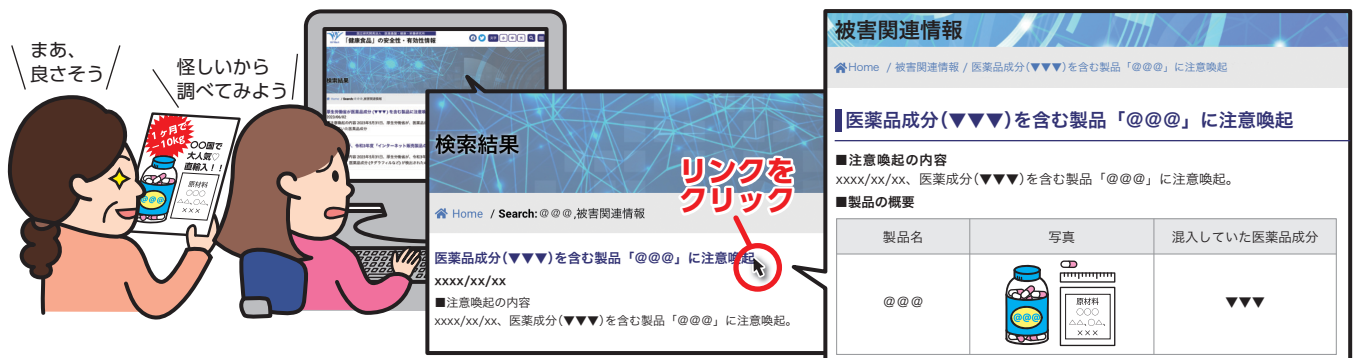 まあ、
良さそう
怪しいから
調べてみよう
1ヶ月で
−10kg
〇〇国で
大人気♡
直輸入！！
@@@
原材料
〇〇〇
△△、〇△、
×××
「健康食品」の安全性・有効性情報
検索結果
検索結果
Home / Search:@@@,被害関連情報
リンクを
クリック
医薬品成分(▼▼▼)を含む製品「@@@」に注意喚起
xxxx/xx/xx
■注意喚起の内容
xxxx/xx/xx、医薬成分(▼▼▼)を含む製品「@@@」に注意喚起。
被害関連情報
Home / 被害関連情報 / 医薬品成分(▼▼▼)を含む製品「@@@」に注意喚起
医薬品成分(▼▼▼)を含む製品「@@@」に注意喚起
■注意喚起の内容
xxxx/xx/xx、医薬成分(▼▼▼)を含む製品「@@@」に注意喚起。
■製品の概要
製品名 写真 混入していた医薬品成分
@@@ ▼▼▼
@@@
原材料
〇〇〇
△△、〇△、
×××